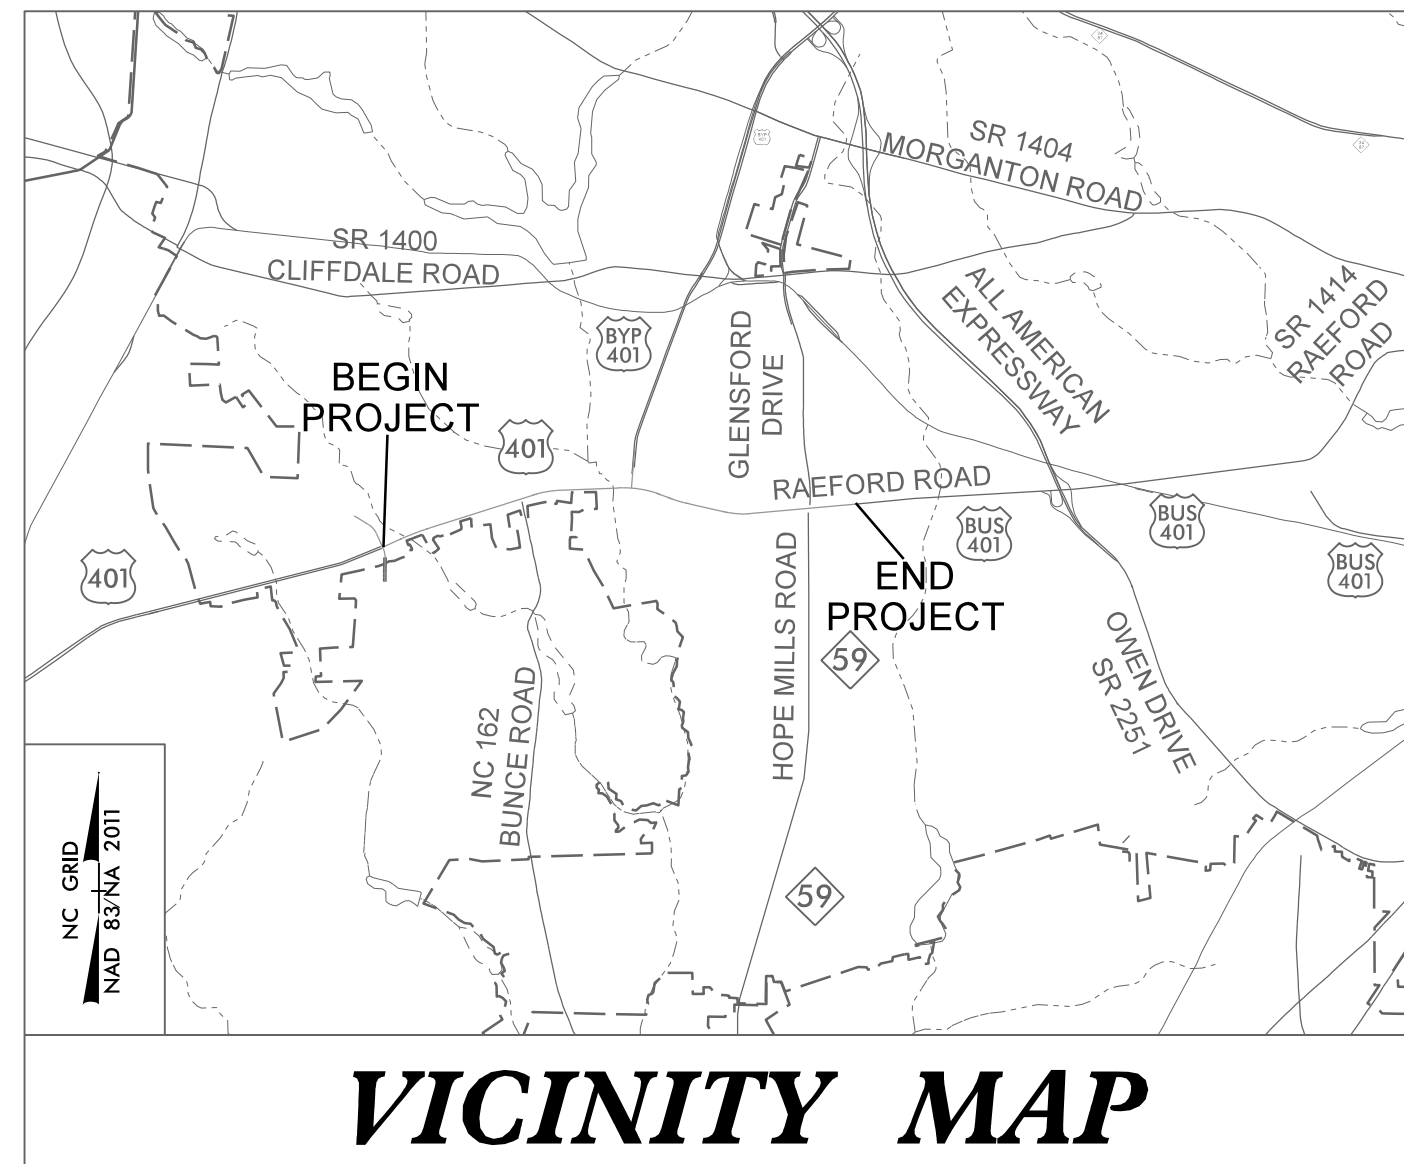 SR 1404
MORGANTON ROAD
SR 1400
CLIFFDALE ROAD
ALL AMERICAN
EXPRESSWAY
SR 1414
RAEFORD
ROAD
BYP
401
GLENSFORD
DRIVE
BEGIN
PROJECT
401
RAEFORD ROAD
BUS
401
BUS
401
BUS
401
401
END
PROJECT
HOPE MILLS ROAD
59
OWEN DRIVE
SR 2251
NC 162
BUNCE ROAD
59
NC GRID
NAD 83/NA 2011
VICINITY MAP